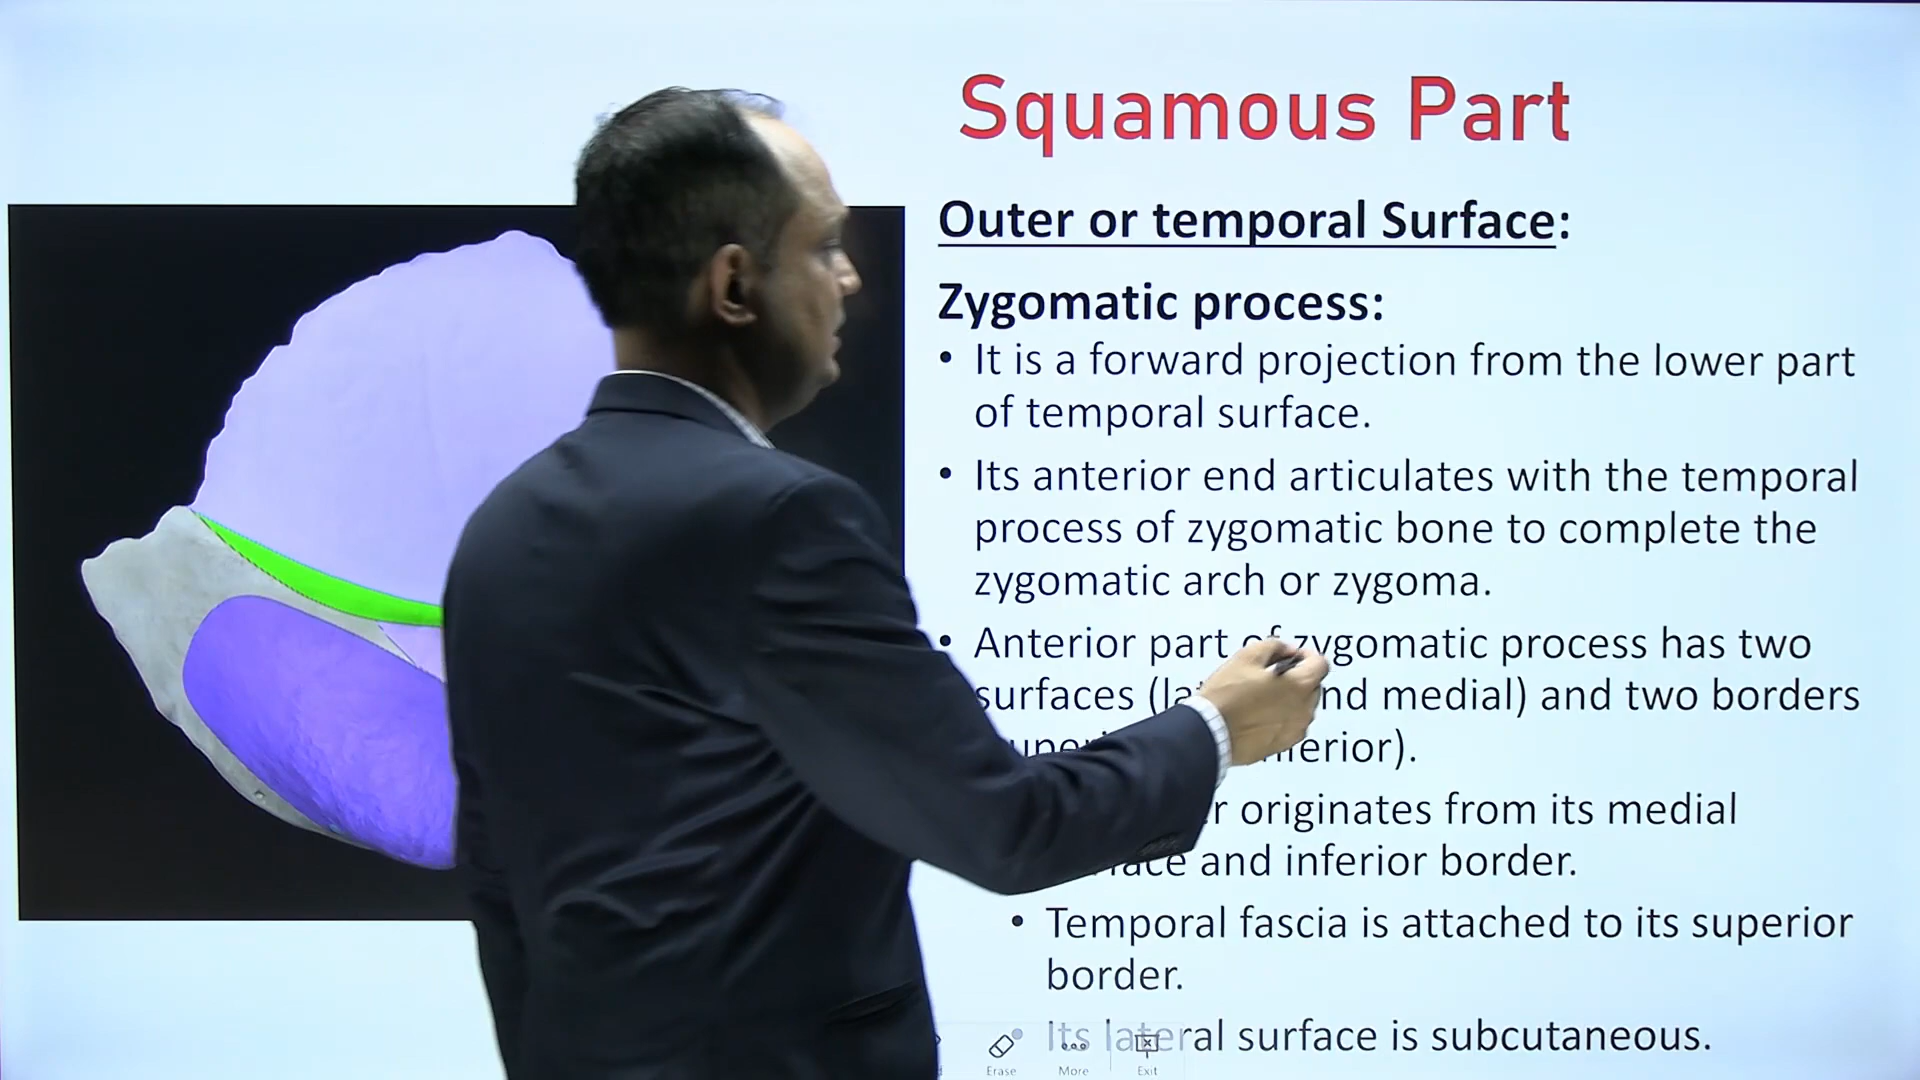 Squamous Part
Outer or temporal Surface:
Zygomatic process:
• It is a forward projection from the lower part
of temporal surface.
• Its anterior end articulates with the temporal
process of zygomatic bone to complete the
zygomatic arch or zygoma.
• Anterior part of zygomatic process has two
surfaces nd medial) and two borders
erior).
originates from its medial
and inferior border.
• Temporal fascia is attached to its superior
border.
Its lateral surface is subcutaneous.
Erase More Exit